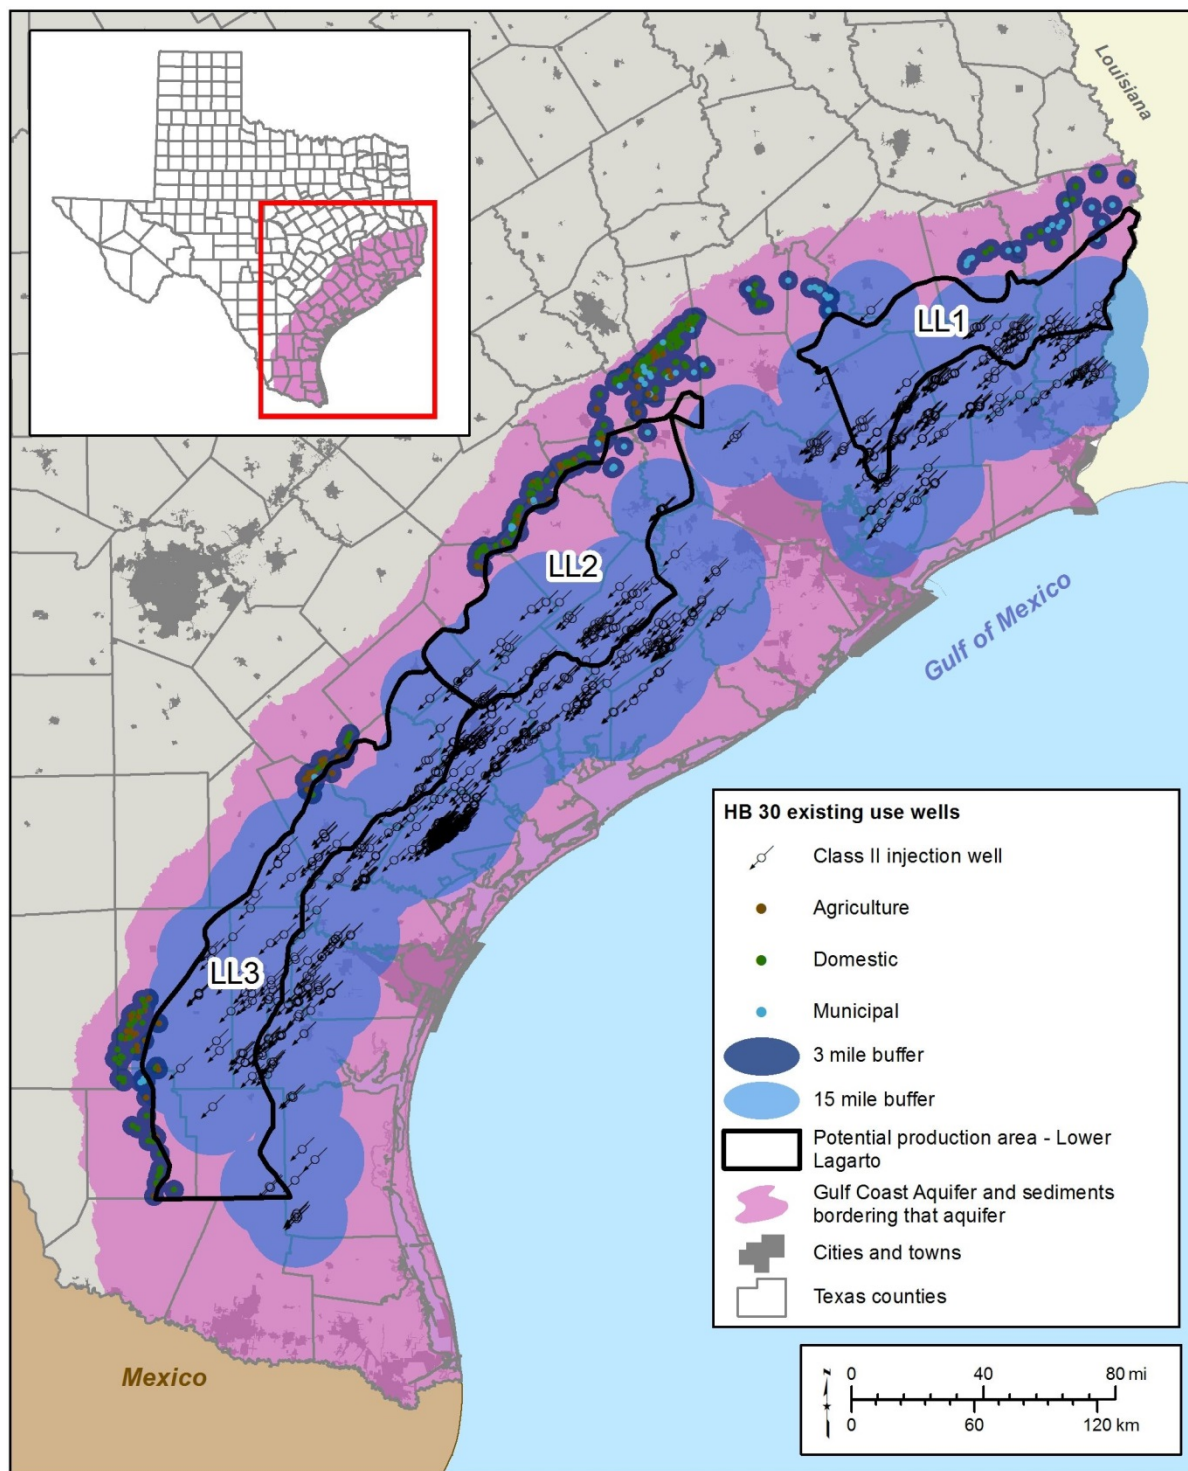 Louisiana
LL1
LL2
Gulf of Mexico
LL3
Mexico
HB 30 existing use wells
Class II injection well
Agriculture
Domestic
Municipal
3 mile buffer
15 mile buffer
Potential production area - Lower
Lagarto
Gulf Coast Aquifer and sediments
bordering that aquifer
Cities and towns
Texas counties
N
0 40 80 mi
0 60 120 km